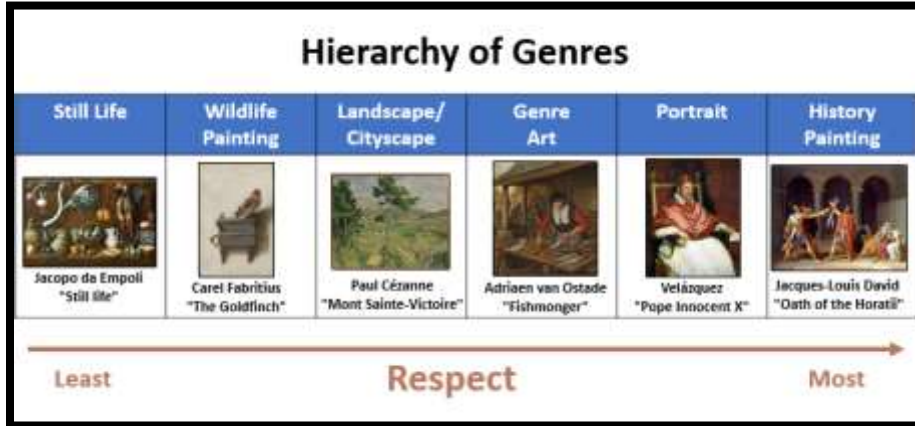 Hierarchy of Genres
Still Life
Wildlife
Painting
Landscape/
Cityscape
Genre
Art
Portrait
History
Painting
Jacopo da Empoli
"Still life"
Carel Fabritius
"The Goldfinch"
Paul Cézanne
"Mont Sainte-Victoire"
Adriaen van Ostade
"Fishmonger"
Velázquez
"Pope Innocent X"
Jacques-Louis David
"Oath of the Horatii"
Least
Respect
Most